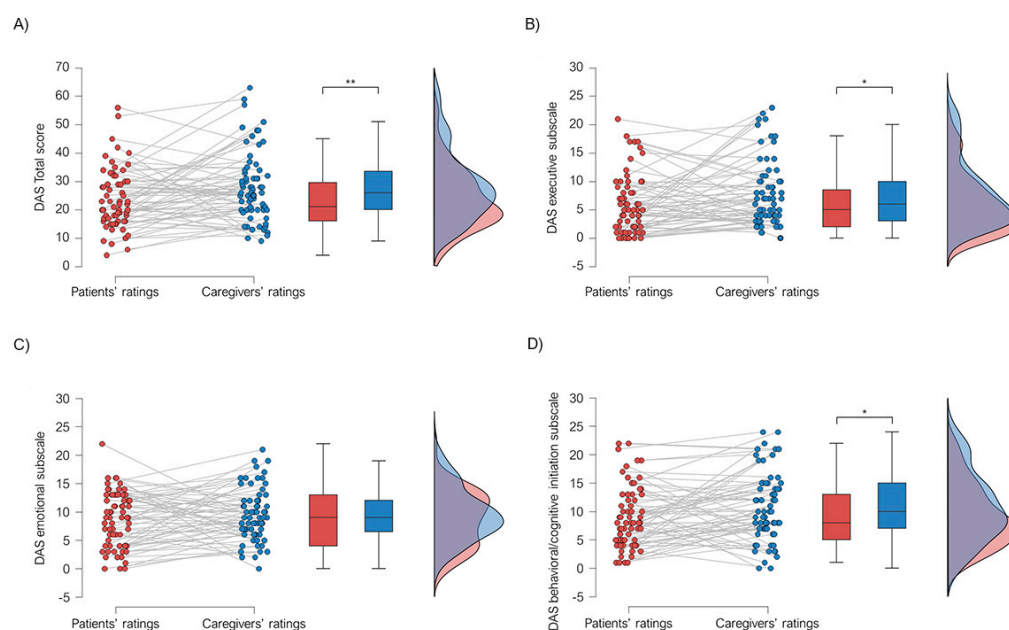 A)
DAS Total score
70
60
50
40
30
20
10
0
**
Patients’ ratings
Caregivers’ ratings
B)
DAS executive subscale
30
25
20
15
10
5
0
-5
*
Patients’ ratings
Caregivers’ ratings
C)
DAS emotional subscale
30
25
20
15
10
5
0
-5
Patients’ ratings
Caregivers’ ratings
D)
DAS behavioral/cognitive initiation subscale
30
25
20
15
10
5
0
-5
*
Patients’ ratings
Caregivers’ ratings